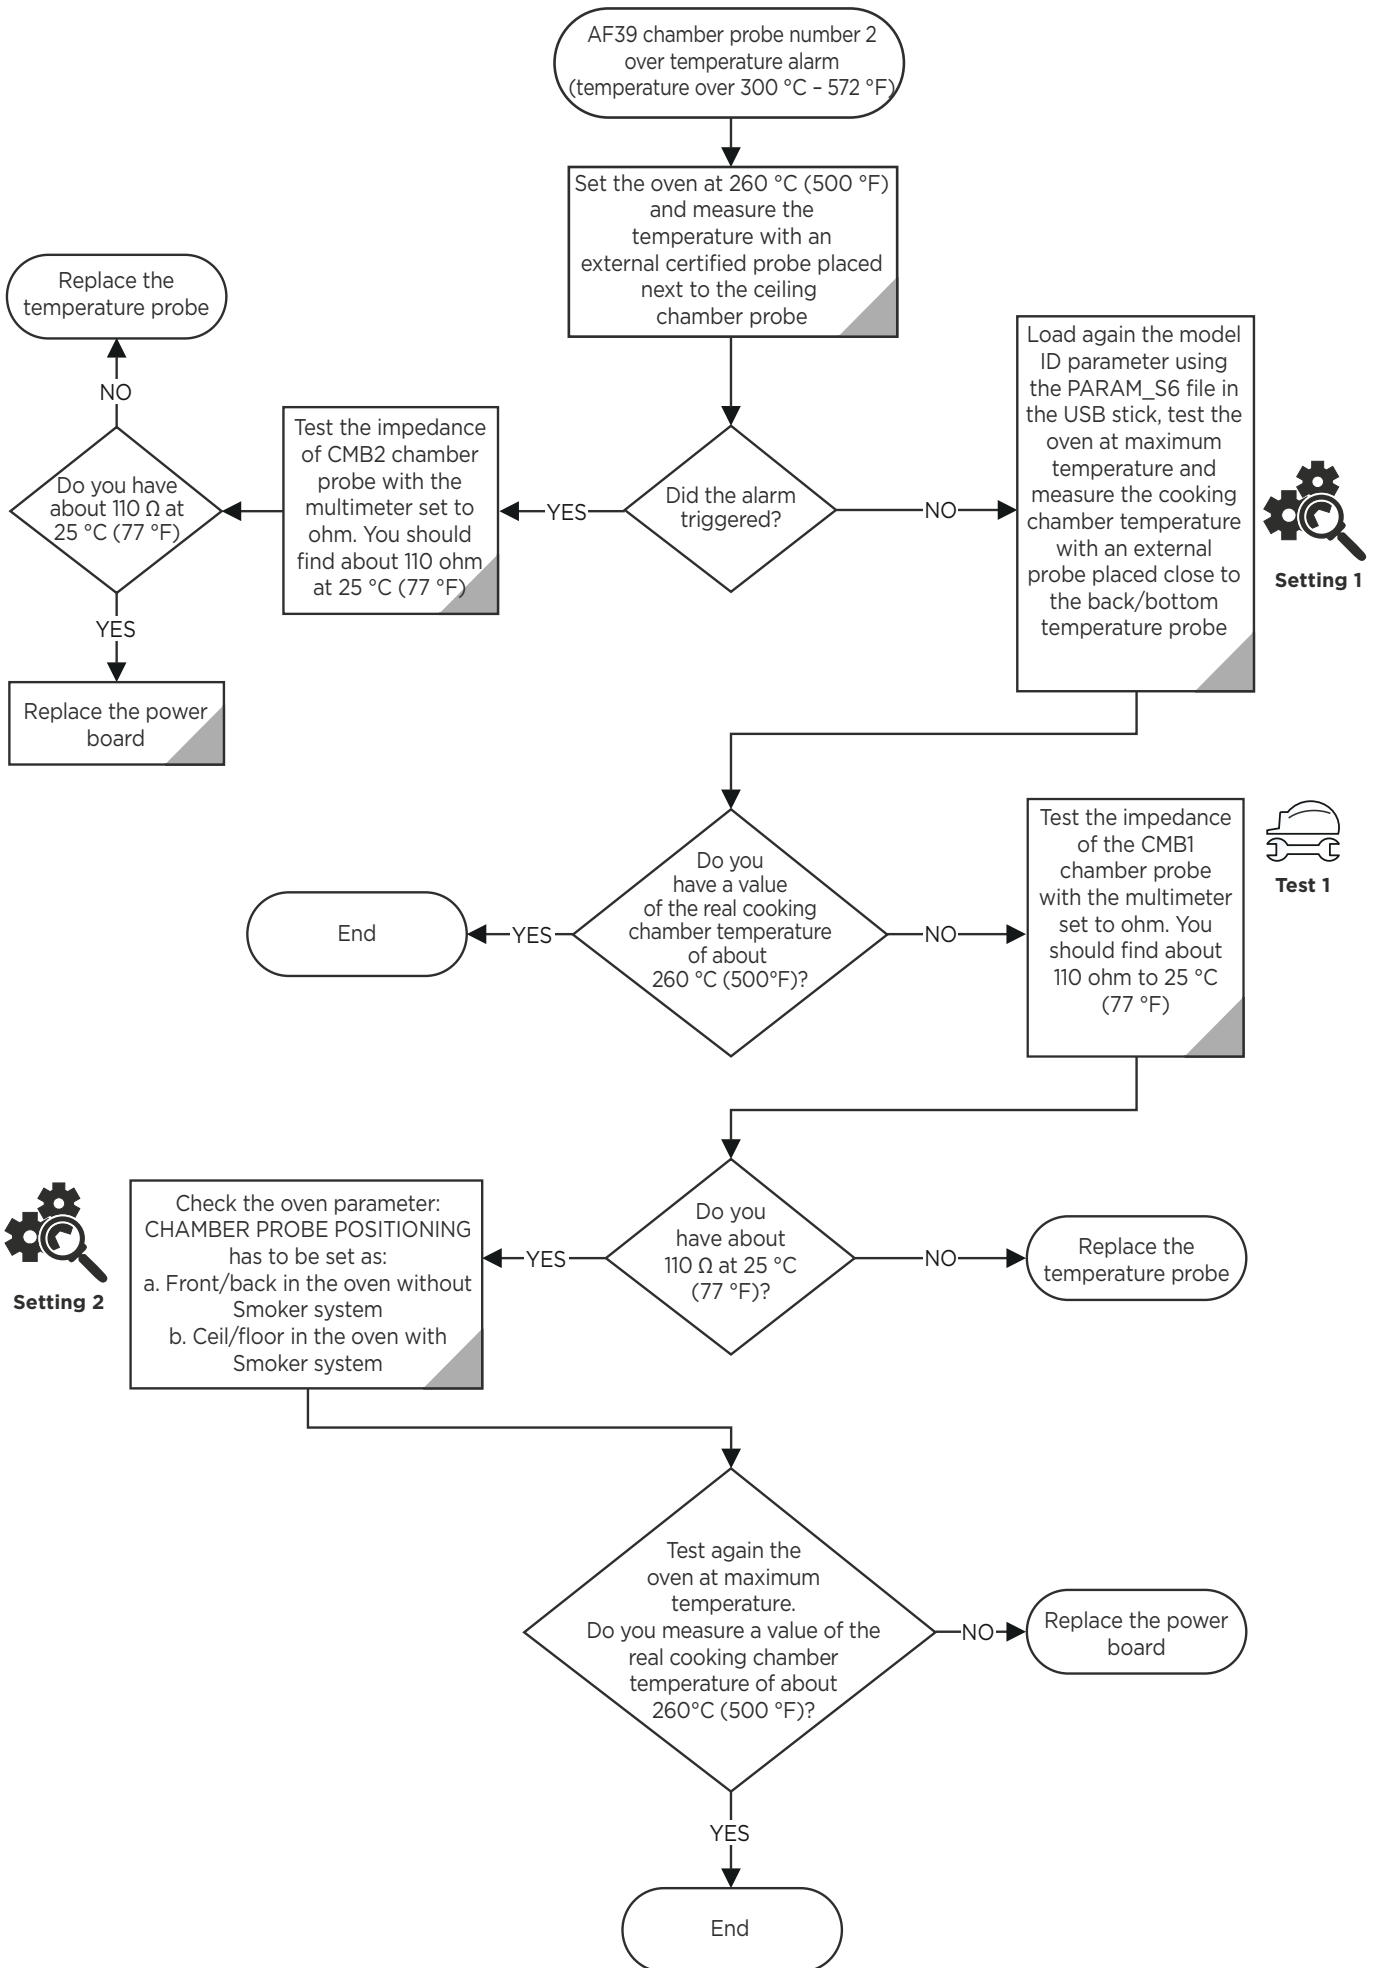 AF39 chamber probe number 2
over temperature alarm
(temperature over 300 °C – 572 °F)
Set the oven at 260 °C (500 °F)
and measure the
temperature with an
external certified probe placed
next to the ceiling
chamber probe
Did the alarm
triggered?
YES
Test the impedance
of CMB2 chamber
probe with the
multimeter set to
ohm. You should
find about 110 ohm
at 25 °C (77 °F)
Do you have
about 110 Ω at
25 °C (77 °F)
NO
Replace the
temperature probe
YES
Replace the power
board
NO
Load again the model
ID parameter using
the PARAM_S6 file in
the USB stick, test the
oven at maximum
temperature and
measure the cooking
chamber temperature
with an external
probe placed close to
the back/bottom
temperature probe
Setting 1
Do you
have a value
of the real cooking
chamber temperature
of about
260 °C (500°F)?
YES
End
NO
Test the impedance
of the CMB1
chamber probe
with the multimeter
set to ohm. You
should find about
110 ohm to 25 °C
(77 °F)
Test 1
Do you
have about
110 Ω at 25 °C
(77 °F)?
NO
Replace the
temperature probe
YES
Check the oven parameter:
CHAMBER PROBE POSITIONING
has to be set as:
a. Front/back in the oven without
Smoker system
b. Ceil/floor in the oven with
Smoker system
Setting 2
Test again the
oven at maximum
temperature.
Do you measure a value of the
real cooking chamber
temperature of about
260°C (500 °F)?
NO
Replace the power
board
YES
End